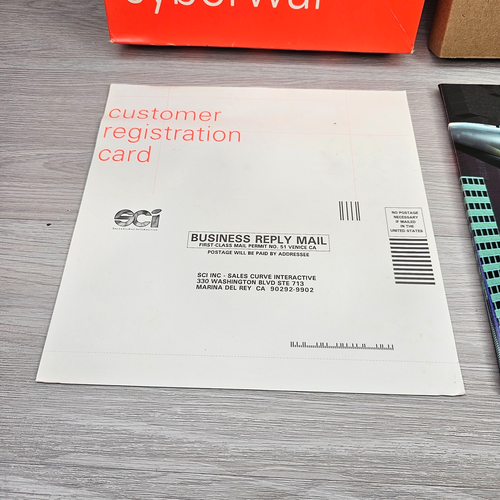 cyberwar
customer
registration
card
sci
NO POSTAGE
NECESSARY
IF MAILED
IN THE
UNITED STATES
BUSINESS REPLY MAIL
FIRST CLASS MAIL PERMIT NO. 51 VENICE CA
POSTAGE WILL BE PAID BY ADDRESSEE
SCI INC - SALES CURVE INTERACTIVE
330 WASHINGTON BLVD STE 713
MARINA DEL REY CA 90292-9902